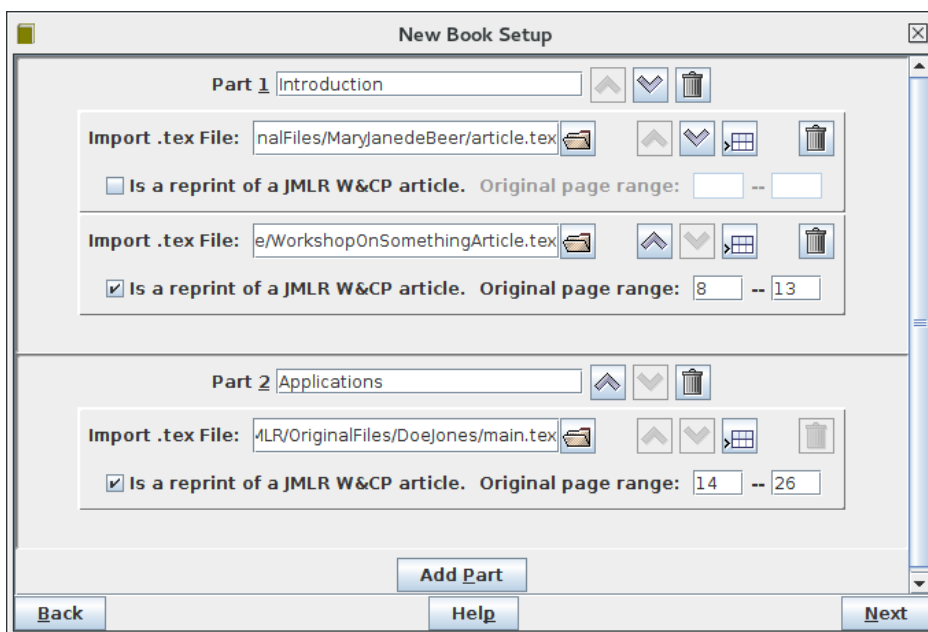 New Book Setup
Part 1 Introduction
Import .tex File: nalFiles/MaryJanedeBeer/article.tex
Is a reprint of a JMLR W&CP article. Original page range: --
Import .tex File: e/WorkshopOnSomethingArticle.tex
Is a reprint of a JMLR W&CP article. Original page range: 8 -- 13
Part 2 Applications
Import .tex File: MLR/OriginalFiles/DoeJones/main.tex
Is a reprint of a JMLR W&CP article. Original page range: 14 -- 26
Add Part
Back Help Next